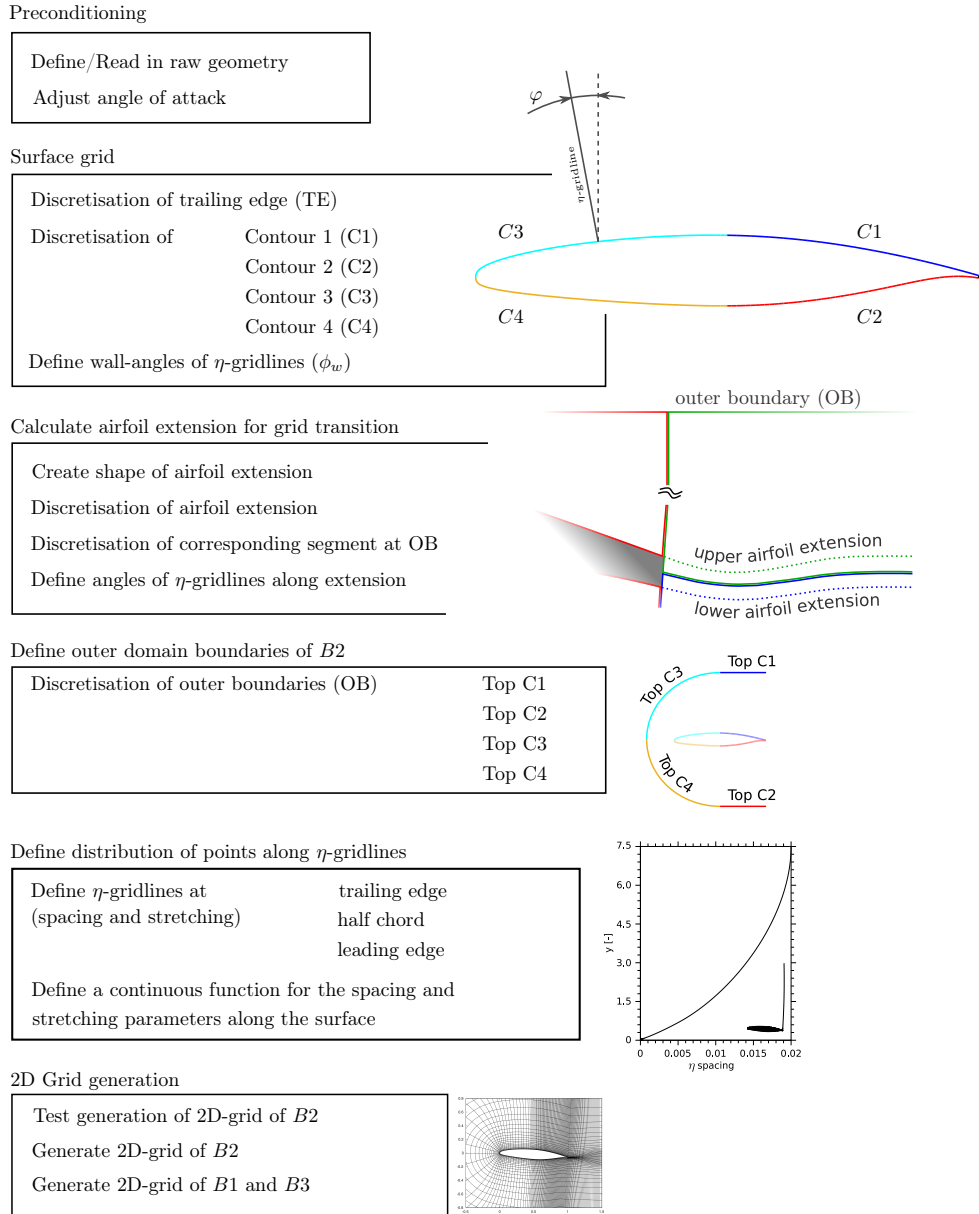 Preconditioning
Define/Read in raw geometry
Adjust angle of attack
φ
η-gridline
Surface grid
Discretisation of trailing edge (TE)
Discretisation of Contour 1 (C1)
Contour 2 (C2)
Contour 3 (C3)
Contour 4 (C4)
Define wall-angles of η-gridlines (ϕw)
C3
C1
C4
C2
outer boundary (OB)
Calculate airfoil extension for grid transition
Create shape of airfoil extension
Discretisation of airfoil extension
Discretisation of corresponding segment at OB
Define angles of η-gridlines along extension
upper airfoil extension
lower airfoil extension
Define outer domain boundaries of B2
Discretisation of outer boundaries (OB) Top C1
Top C2
Top C3
Top C4
Top C1
Top C3
Top C4
Top C2
Define distribution of points along η-gridlines
Define η-gridlines at trailing edge
(spacing and stretching) half chord
leading edge
Define a continuous function for the spacing and
stretching parameters along the surface
7.5
6.0
4.5
3.0
1.5
0
y [-]
0 0.005 0.01 0.015 0.02
η spacing
2D Grid generation
Test generation of 2D-grid of B2
Generate 2D-grid of B2
Generate 2D-grid of B1 and B3